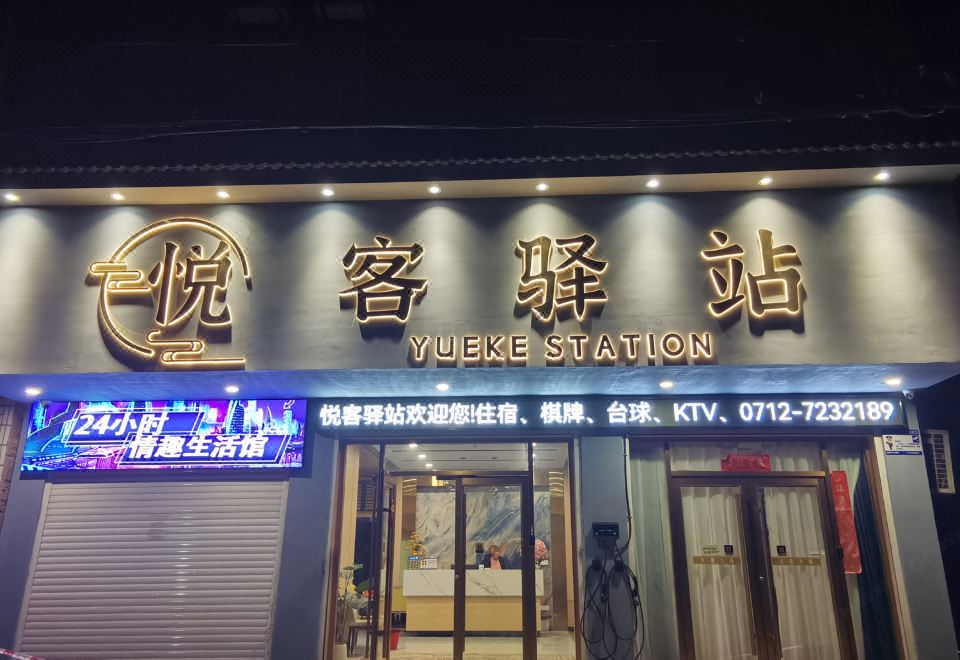 悦客驿站
YUEKE STATION
24小时
情趣生活馆
悦客驿站欢迎您!住宿、棋牌、台球、KTV、0712-7232189